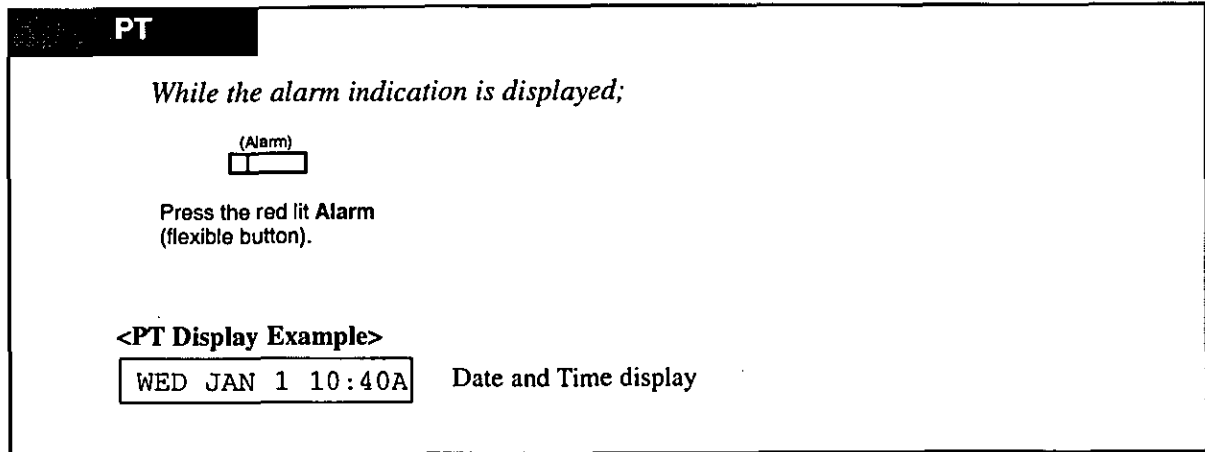 PT
While the alarm indication is displayed;
(Alarm)
Press the red lit Alarm
(flexible button).
<PT Display Example>
WED JAN 1 10:40A Date and Time display